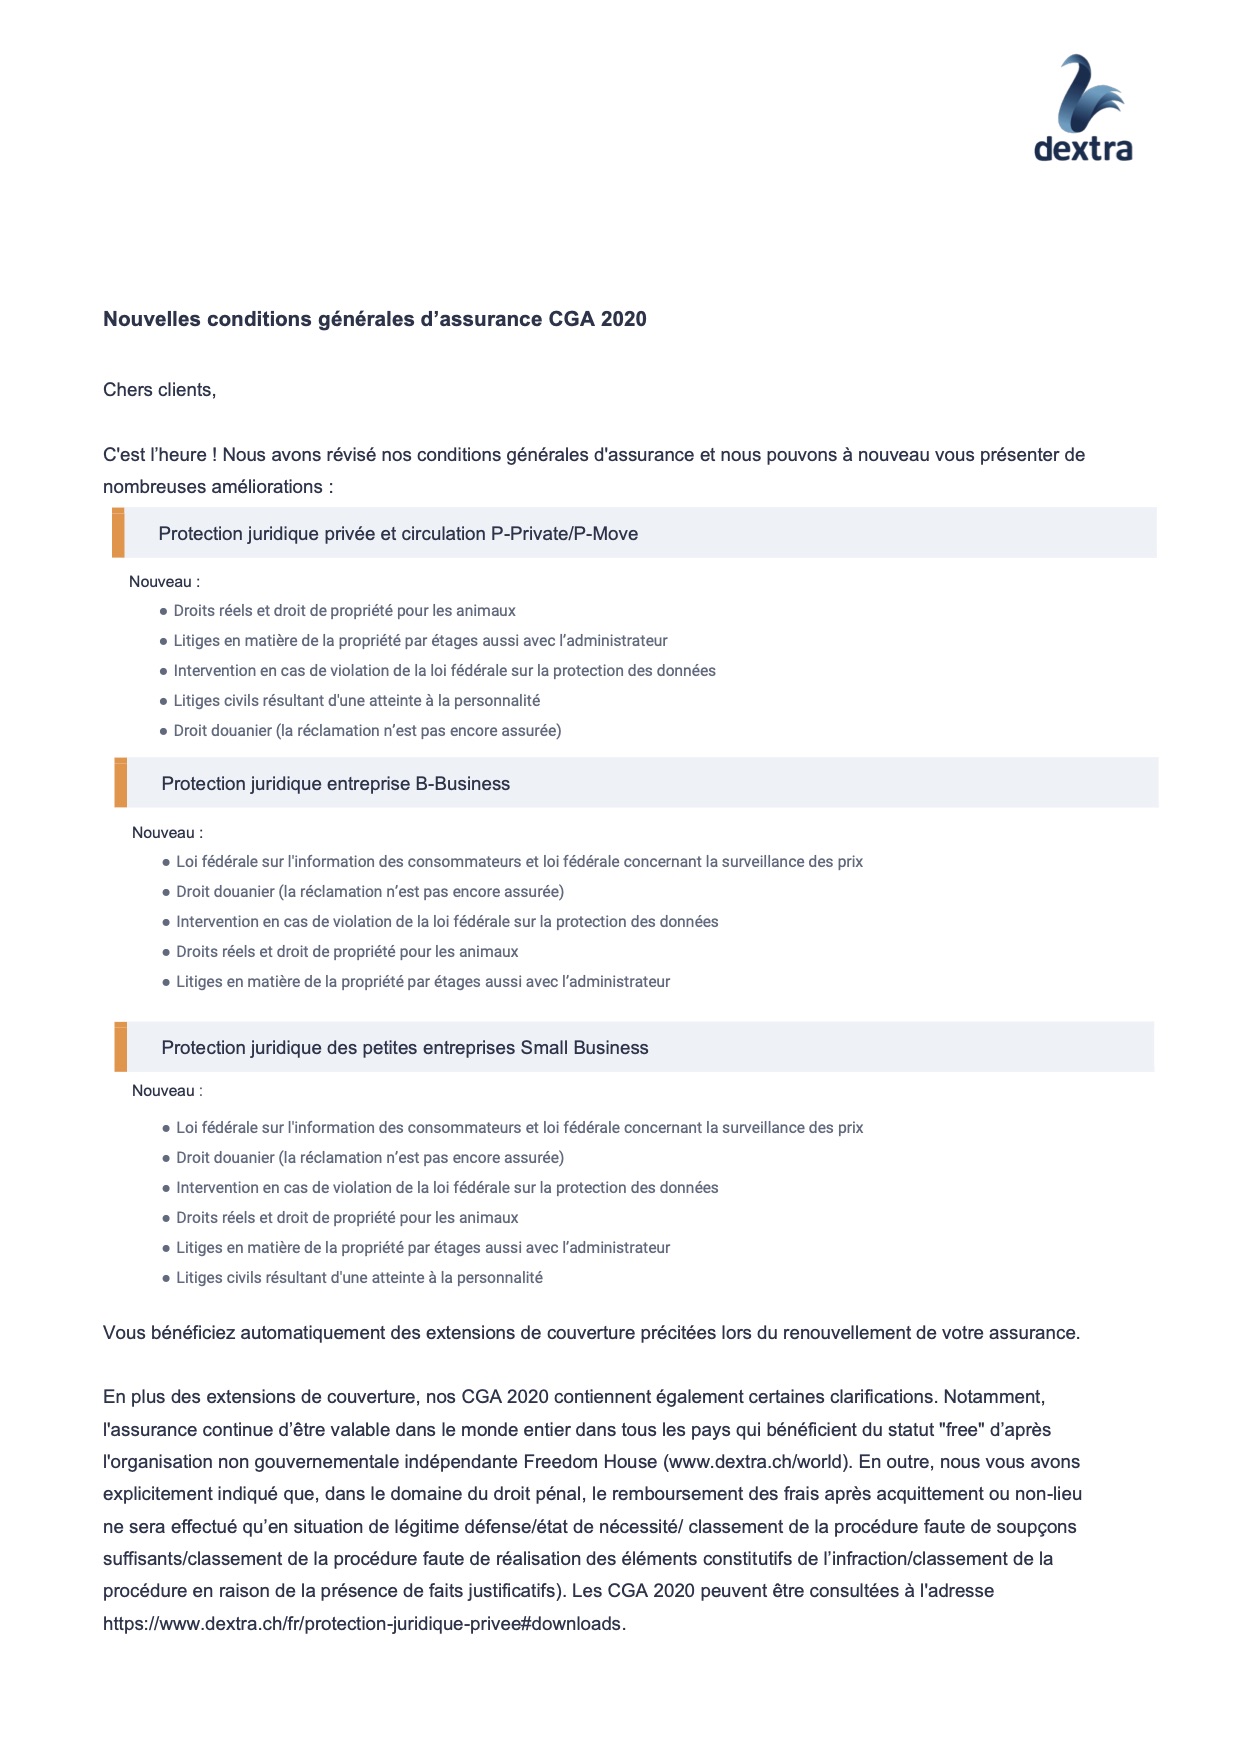 dextra
Nouvelles conditions générales d’assurance CGA 2020
Chers clients,
C'est l’heure ! Nous avons révisé nos conditions générales d'assurance et nous pouvons à nouveau vous présenter de
nombreuses améliorations :
Protection juridique privée et circulation P-Private/P-Move
Nouveau :
● Droits réels et droit de propriété pour les animaux
● Litiges en matière de la propriété par étages aussi avec l’administrateur
● Intervention en cas de violation de la loi fédérale sur la protection des données
● Litiges civils résultant d'une atteinte à la personnalité
● Droit douanier (la réclamation n’est pas encore assurée)
Protection juridique entreprise B-Business
Nouveau :
● Loi fédérale sur l'information des consommateurs et loi fédérale concernant la surveillance des prix
● Droit douanier (la réclamation n’est pas encore assurée)
● Intervention en cas de violation de la loi fédérale sur la protection des données
● Droits réels et droit de propriété pour les animaux
● Litiges en matière de la propriété par étages aussi avec l’administrateur
Protection juridique des petites entreprises Small Business
Nouveau :
● Loi fédérale sur l'information des consommateurs et loi fédérale concernant la surveillance des prix
● Droit douanier (la réclamation n’est pas encore assurée)
● Intervention en cas de violation de la loi fédérale sur la protection des données
● Droits réels et droit de propriété pour les animaux
● Litiges en matière de la propriété par étages aussi avec l’administrateur
● Litiges civils résultant d'une atteinte à la personnalité
Vous bénéficiez automatiquement des extensions de couverture précitées lors du renouvellement de votre assurance.
En plus des extensions de couverture, nos CGA 2020 contiennent également certaines clarifications. Notamment,
l'assurance continue d’être valable dans le monde entier dans tous les pays qui bénéficient du statut "free" d’après
l'organisation non gouvernementale indépendante Freedom House (www.dextra.ch/world). En outre, nous vous avons
explicitement indiqué que, dans le domaine du droit pénal, le remboursement des frais après acquittement ou non-lieu
ne sera effectué qu’en situation de légitime défense/état de nécessité/ classement de la procédure faute de soupçons
suffisants/classement de la procédure faute de réalisation des éléments constitutifs de l’infraction/classement de la
procédure en raison de la présence de faits justificatifs). Les CGA 2020 peuvent être consultées à l'adresse
https://www.dextra.ch/fr/protection-juridique-privee#downloads.